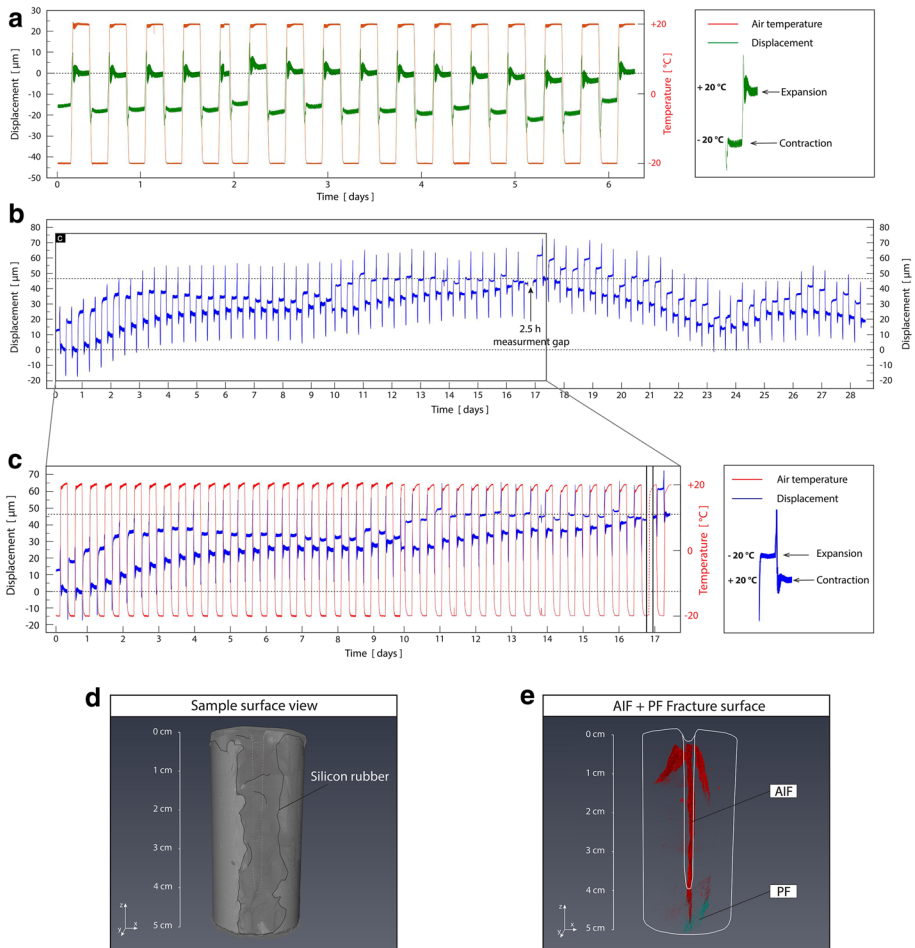 a
Displacement [ µm ]
30
20
10
0
-10
-20
-30
-40
50
+20
0
-20
Temperature [ °C ]
0
1
2
3
4
5
6
Time [ days ]
Air temperature
Displacement
+ 20 °C
Expansion
- 20 °C
Contraction
b
Displacement [ µm ]
80
70
60
50
40
30
20
10
0
-10
-20
c
2.5 h
measurment gap
80
70
60
50
40
30
20
10
0
-10
-20
Displacement [ µm ]
0 1 2 3 4 5 6 7 8 9 10 11 12 13 14 15 16 17 18 19 20 21 22 23 24 25 26 27 28
Time [ days ]
c
Displacement [ µm ]
70
60
50
40
30
20
10
0
-10
-20
+20
0
-20
Temperature [ °C ]
0 1 2 3 4 5 6 7 8 9 10 11 12 13 14 15 16 17
Time [ days ]
Air temperature
Displacement
- 20 °C
Expansion
+ 20 °C
Contraction
d
Sample surface view
0 cm
1 cm
2 cm
3 cm
4 cm
5 cm
Silicon rubber
z
y
x
e
AIF + PF Fracture surface
0 cm
1 cm
2 cm
3 cm
4 cm
5 cm
AIF
PF
z
y
x